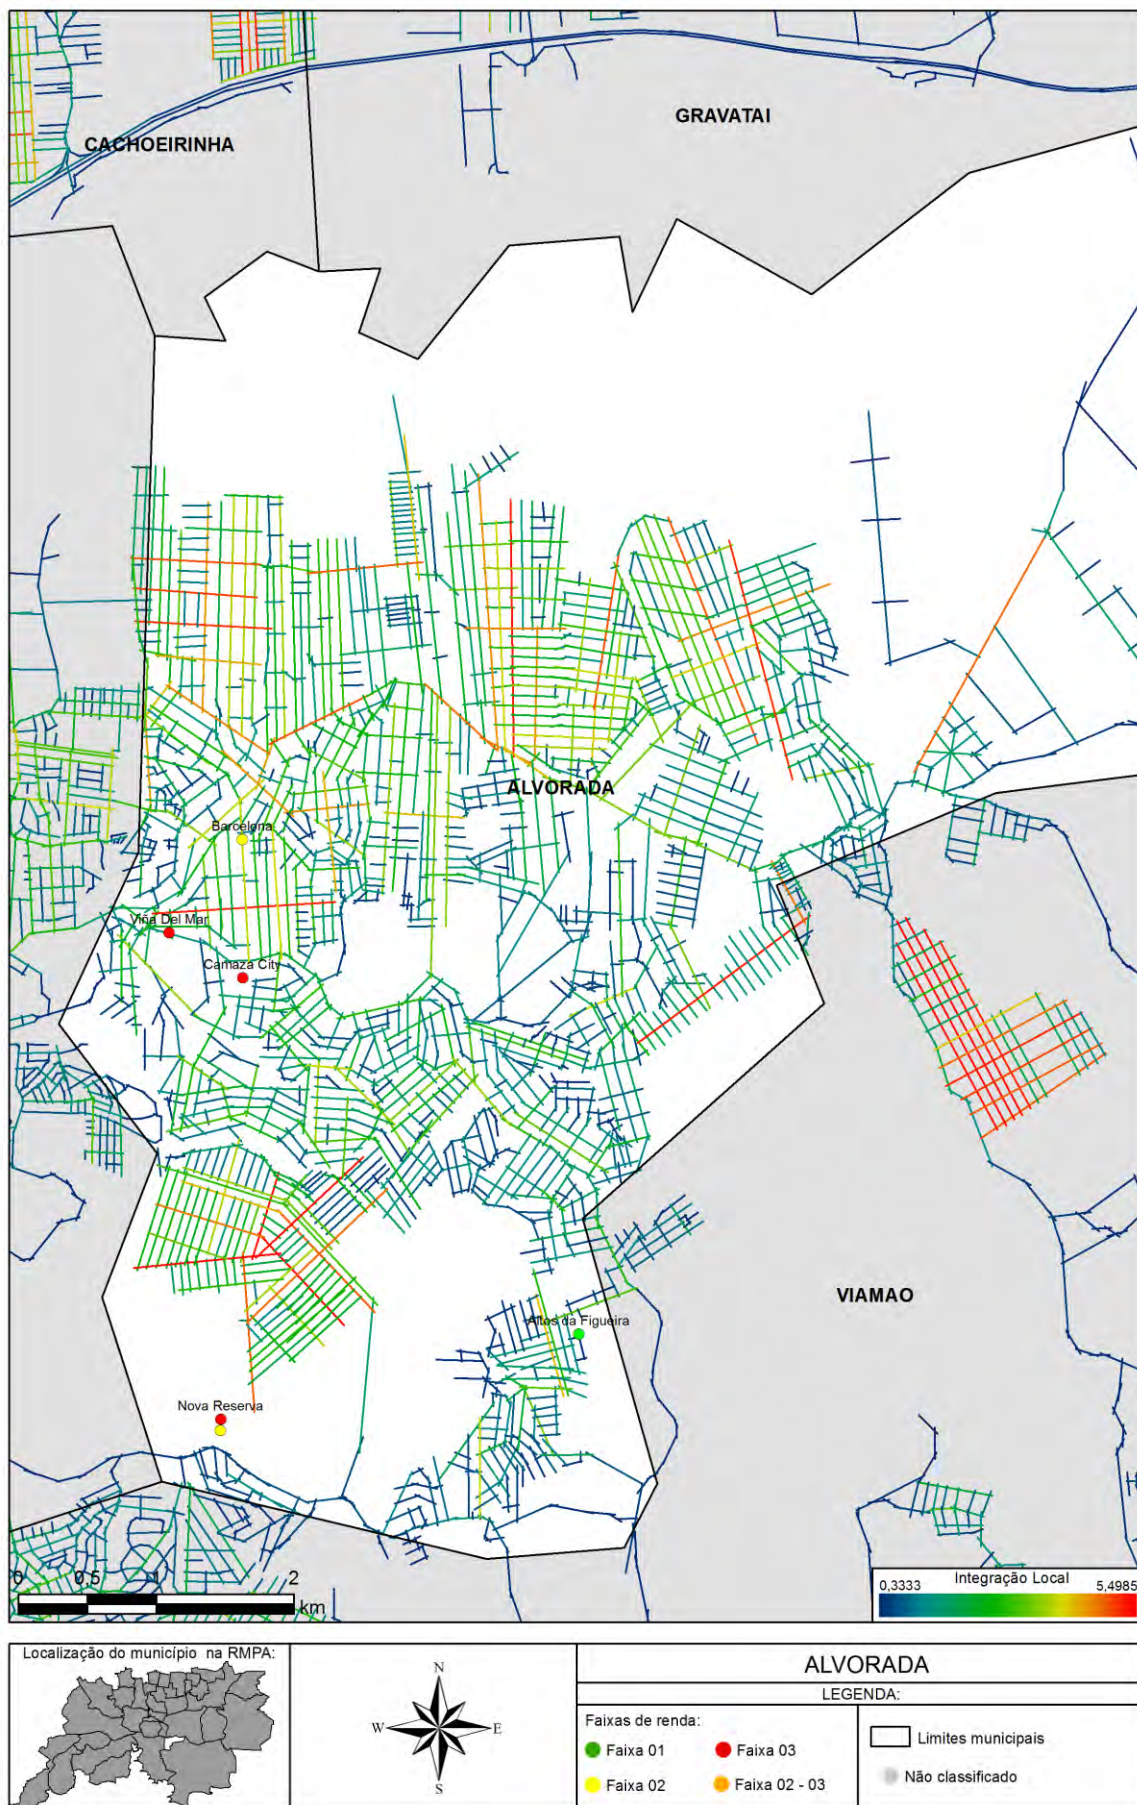 GRAVATAI
CACHOEIRINHA
ALVORADA
Barcelona
Viña Del Mar
Camaza City
VIAMAO
Altos da Figueira
Nova Reserva
0 0,5 1 2
km
Integração Local
0,3333 5,4985
Localização do município na RMPA:
N
W E
S
ALVORADA
LEGENDA:
Faixas de renda:
Faixa 01
Faixa 03
Faixa 02
Faixa 02 - 03
Limites municipais
Não classificado